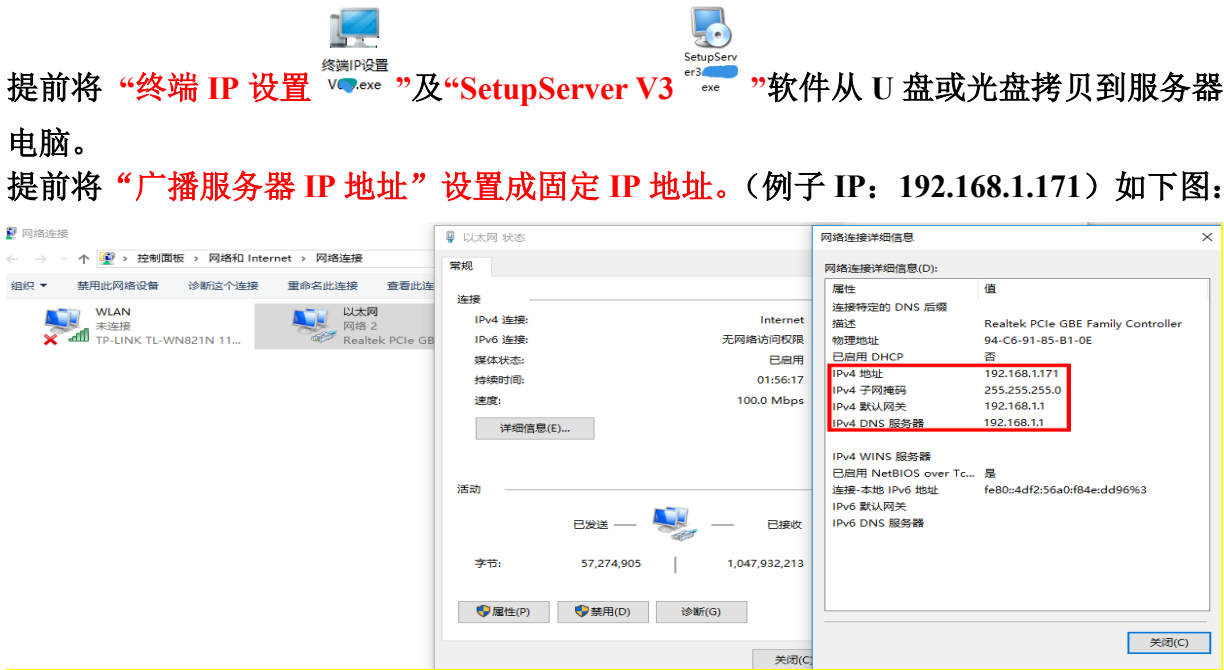 终端IP设置
V
.exe
SetupServ
er3
exe
提前将“终端 IP 设置 ”及“SetupServer V3 ”软件从 U 盘或光盘拷贝到服务器
电脑。
提前将“广播服务器 IP 地址”设置成固定 IP 地址。（例子 IP：192.168.1.171）如下图：
网络连接
控制面板 › 网络和 Internet › 网络连接
组织 禁用此网络设备 诊断这个连接 重命名此连接 查看此连
WLAN
未连接
TP-LINK TL-WN821N 11...
以太网
网络 2
Realtek PCIe GB
以太网 状态
常规
连接
IPv4 连接: Internet
IPv6 连接: 无网络访问权限
媒体状态: 已启用
持续时间: 01:56:17
速度: 100.0 Mbps
详细信息(E)...
活动
已发送 — — 已接收
字节: 57,274,905 1,047,932,213
属性(P) 禁用(D) 诊断(G)
关闭(C)
网络连接详细信息
网络连接详细信息(D):
属性 值
连接特定的 DNS 后缀
描述 Realtek PCIe GBE Family Controller
物理地址 94-C6-91-85-B1-0E
已启用 DHCP 否
IPv4 地址 192.168.1.171
IPv4 子网掩码 255.255.255.0
IPv4 默认网关 192.168.1.1
IPv4 DNS 服务器 192.168.1.1
IPv4 WINS 服务器
已启用 NetBIOS over Tc... 是
连接-本地 IPv6 地址 fe80::4df2:56a0:f84e:dd96%3
IPv6 默认网关
IPv6 DNS 服务器
关闭(C)